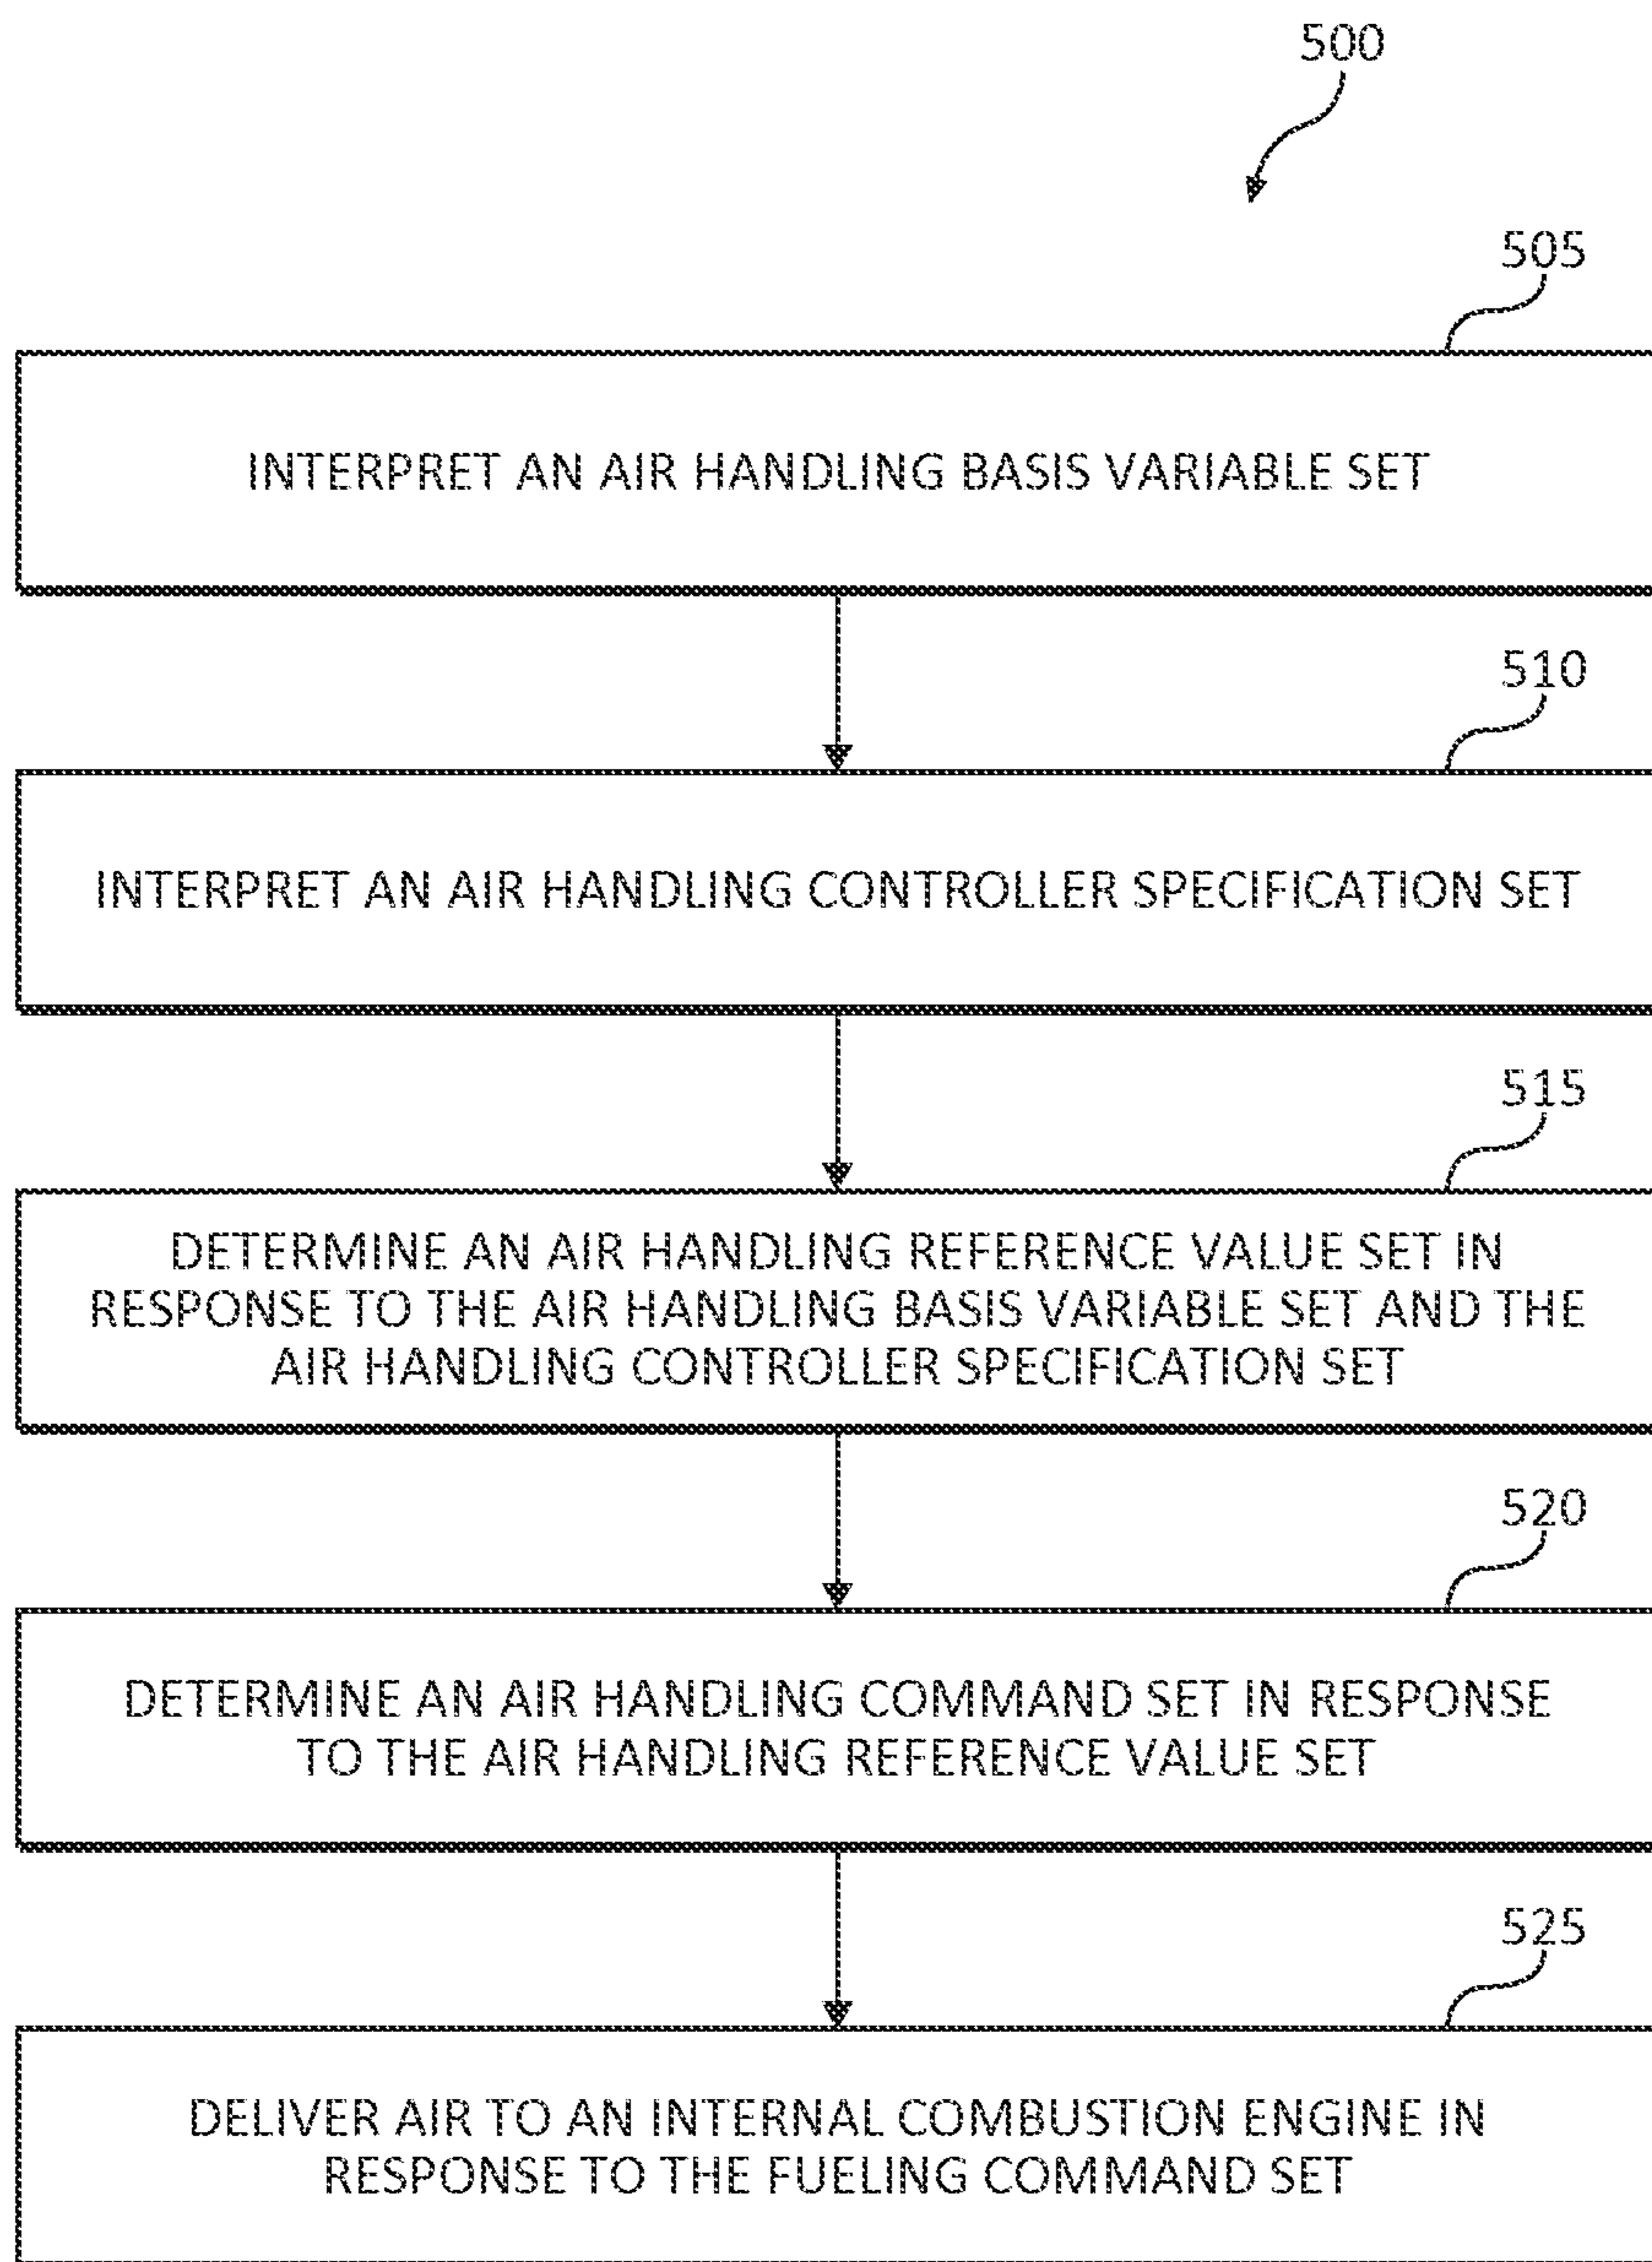 500
505
INTERPRET AN AIR HANDLING BASIS VARIABLE SET
510
INTERPRET AN AIR HANDLING CONTROLLER SPECIFICATION SET
515
DETERMINE AN AIR HANDLING REFERENCE VALUE SET IN
RESPONSE TO THE AIR HANDLING BASIS VARIABLE SET AND THE
AIR HANDLING CONTROLLER SPECIFICATION SET
520
DETERMINE AN AIR HANDLING COMMAND SET IN RESPONSE
TO THE AIR HANDLING REFERENCE VALUE SET
525
DELIVER AIR TO AN INTERNAL COMBUSTION ENGINE IN
RESPONSE TO THE FUELING COMMAND SET